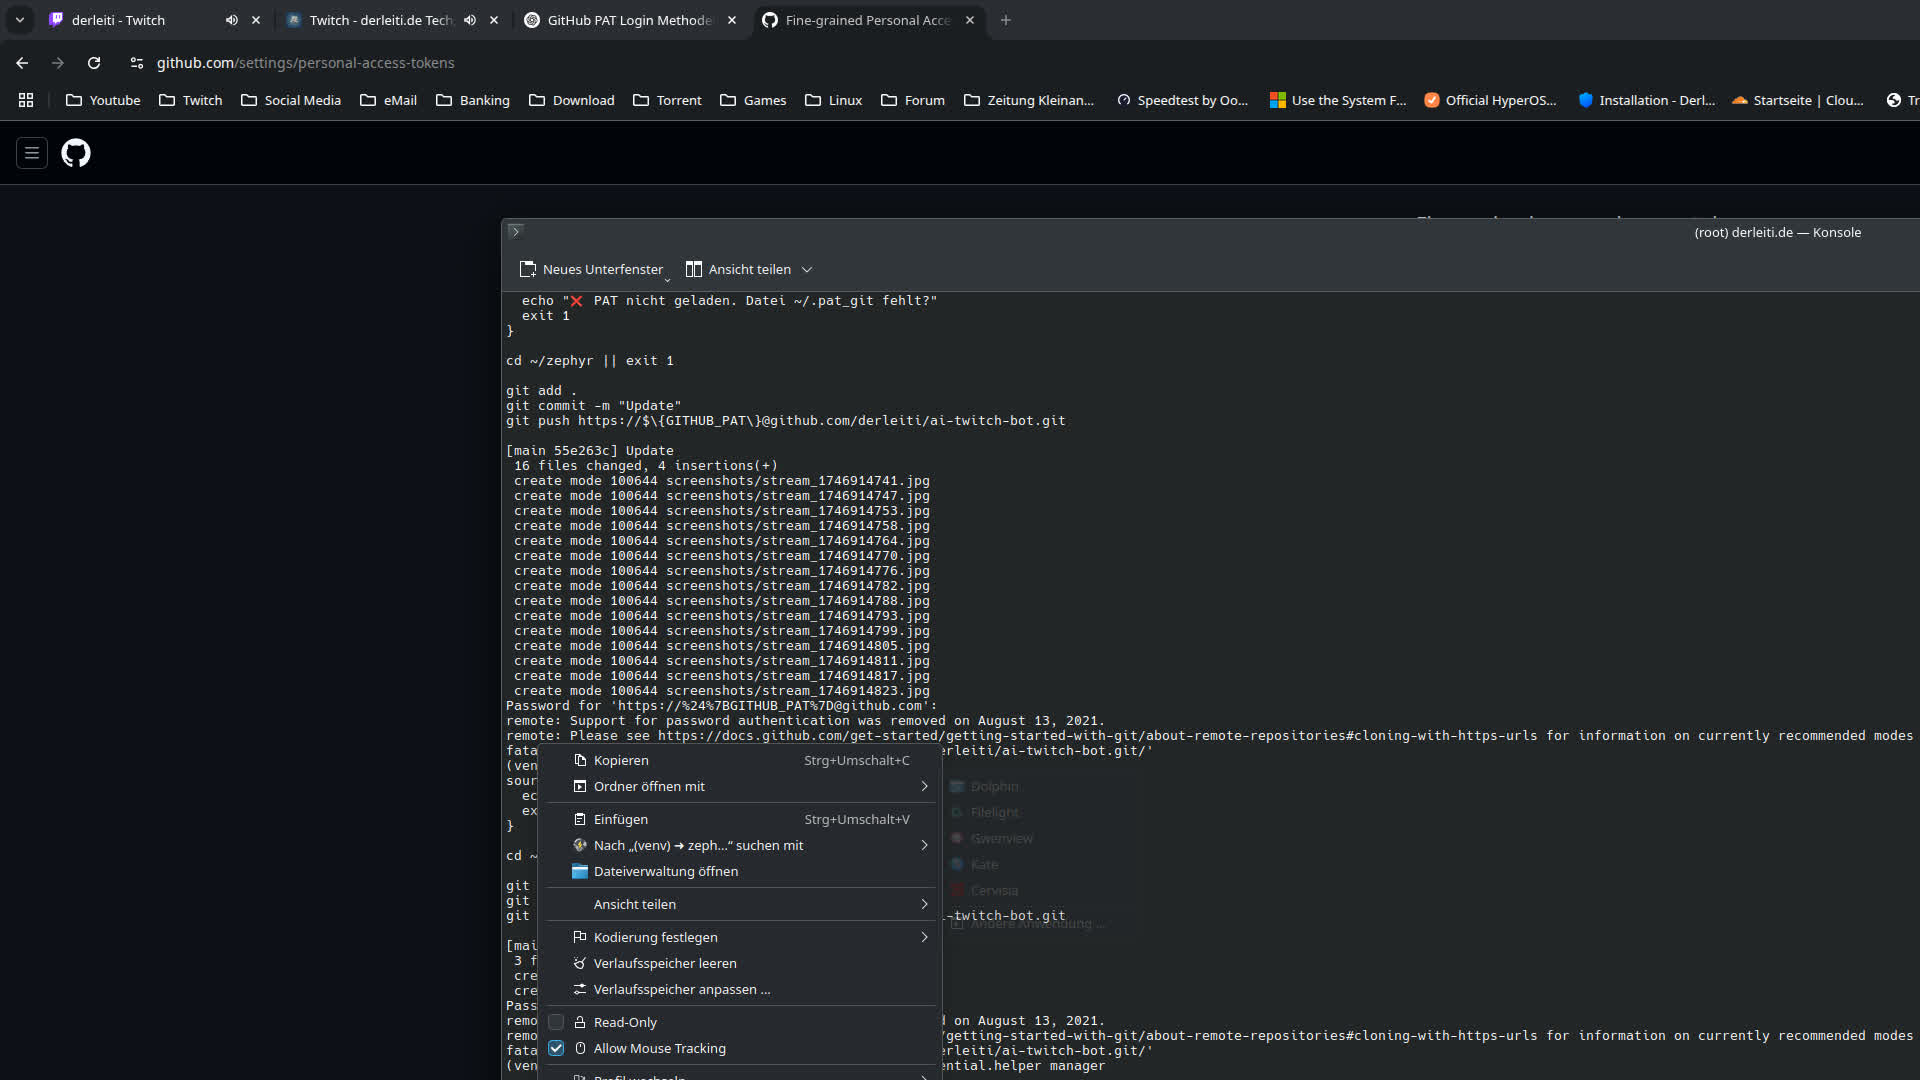 derleiti - Twitch
Twitch - derleiti.de Tech
GitHub PAT Login Methode
Fine-grained Personal Acce
github.com/settings/personal-access-tokens
Youtube Twitch Social Media eMail Banking Download Torrent Games Linux Forum Zeitung Kleinan... Speedtest by Oo... Use the System F... Official HyperOS... Installation - Derl... Startseite | Clou... Tr
(root) derleiti.de — Konsole
Neues Unterfenster Ansicht teilen
echo "❌ PAT nicht geladen. Datei ~/.pat_git fehlt?"
exit 1
}
cd ~/zephyr || exit 1
git add .
git commit -m "Update"
git push https://$\{GITHUB_PAT\}@github.com/derleiti/ai-twitch-bot.git
[main 55e263c] Update
16 files changed, 4 insertions(+)
create mode 100644 screenshots/stream_1746914741.jpg
create mode 100644 screenshots/stream_1746914747.jpg
create mode 100644 screenshots/stream_1746914753.jpg
create mode 100644 screenshots/stream_1746914758.jpg
create mode 100644 screenshots/stream_1746914764.jpg
create mode 100644 screenshots/stream_1746914770.jpg
create mode 100644 screenshots/stream_1746914776.jpg
create mode 100644 screenshots/stream_1746914782.jpg
create mode 100644 screenshots/stream_1746914788.jpg
create mode 100644 screenshots/stream_1746914793.jpg
create mode 100644 screenshots/stream_1746914799.jpg
create mode 100644 screenshots/stream_1746914805.jpg
create mode 100644 screenshots/stream_1746914811.jpg
create mode 100644 screenshots/stream_1746914817.jpg
create mode 100644 screenshots/stream_1746914823.jpg
Password for 'https://%24%7BGITHUB_PAT%7D@github.com':
remote: Support for password authentication was removed on August 13, 2021.
remote: Please see https://docs.github.com/get-started/getting-started-with-git/about-remote-repositories#cloning-with-https-urls for information on currently recommended modes
fata erleiti/ai-twitch-bot.git/'
(ven
sour
ec
ex
}
cd ~
git
git
git -twitch-bot.git
[mai
3 f
cre
cre
Pass
remo on August 13, 2021.
remo /getting-started-with-git/about-remote-repositories#cloning-with-https-urls for information on currently recommended modes
fata erleiti/ai-twitch-bot.git/'
(ven ntial.helper manager
Kopieren Strg+Umschalt+C
Ordner öffnen mit
Einfügen Strg+Umschalt+V
Nach „(venv) ➜ zeph...“ suchen mit
Dateiverwaltung öffnen
Ansicht teilen
Kodierung festlegen
Verlaufsspeicher leeren
Verlaufsspeicher anpassen ...
Read-Only
Allow Mouse Tracking
Profil wechseln
Dolphin
Filelight
Gwenview
Kate
Cervisia
Andere Anwendung ...